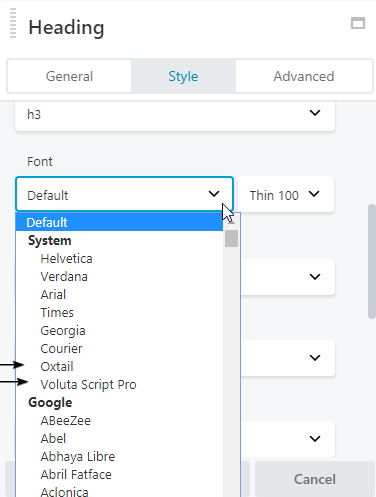 Heading
General Style Advanced
h3
Font
Default Thin 100
Default
System
Helvetica
Verdana
Arial
Times
Georgia
Courier
Oxtail
Voluta Script Pro
Google
ABeeZee
Abel
Abhaya Libre
Abril Fatface
Aclonica
Cancel